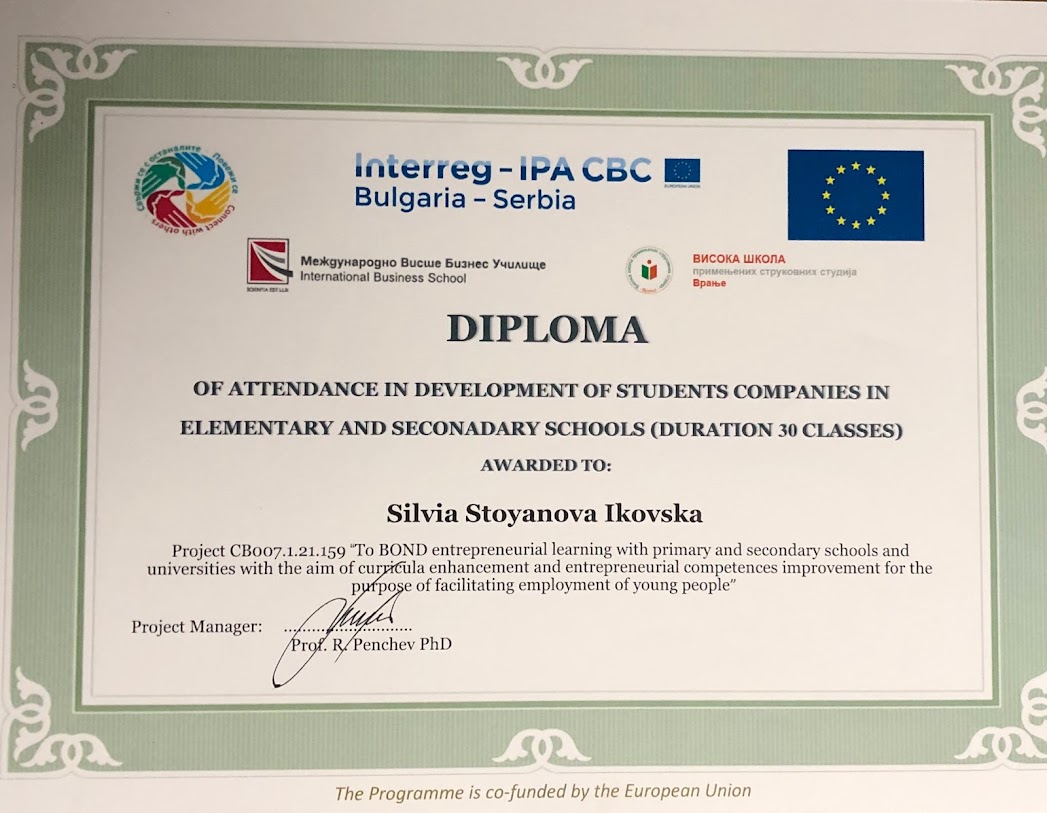 Свържи се с останалите
Повежи се
Connect with others
Interreg - IPA CBC
EUROPEAN UNION
Bulgaria - Serbia
Международно Висше Бизнес Училище
International Business School
SCIENTIA EST LUX
ВИСОКА ШКОЛА
примењених струковних студија
Врање
DIPLOMA
OF ATTENDANCE IN DEVELOPMENT OF STUDENTS COMPANIES IN
ELEMENTARY AND SECONADARY SCHOOLS (DURATION 30 CLASSES)
AWARDED TO:
Silvia Stoyanova Ikovska
Project CB007.1.21.159 "To BOND entrepreneurial learning with primary and secondary schools and
universities with the aim of curricula enhancement and entrepreneurial competences improvement for the
purpose of facilitating employment of young people"
Project Manager: ..............................
Prof. R. Penchev PhD
The Programme is co-funded by the European Union